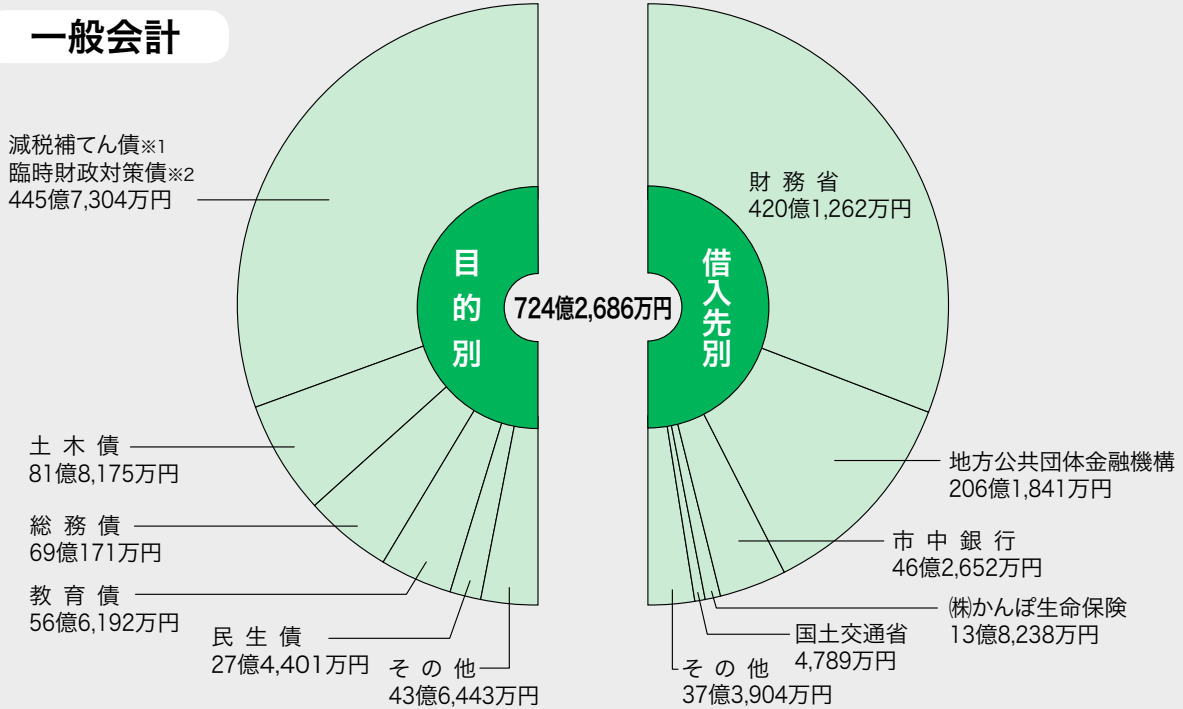 一般会計
減税補てん債※1
臨時財政対策債※2
445億7,304万円
土木債
81億8,175万円
総務債
69億171万円
教育債
56億6,192万円
民生債
27億4,401万円
その他
43億6,443万円
目的別
724億2,686万円
借入先別
財務省
420億1,262万円
地方公共団体金融機構
206億1,841万円
市中銀行
46億2,652万円
㈱かんぽ生命保険
13億8,238万円
国土交通省
4,789万円
その他
37億3,904万円